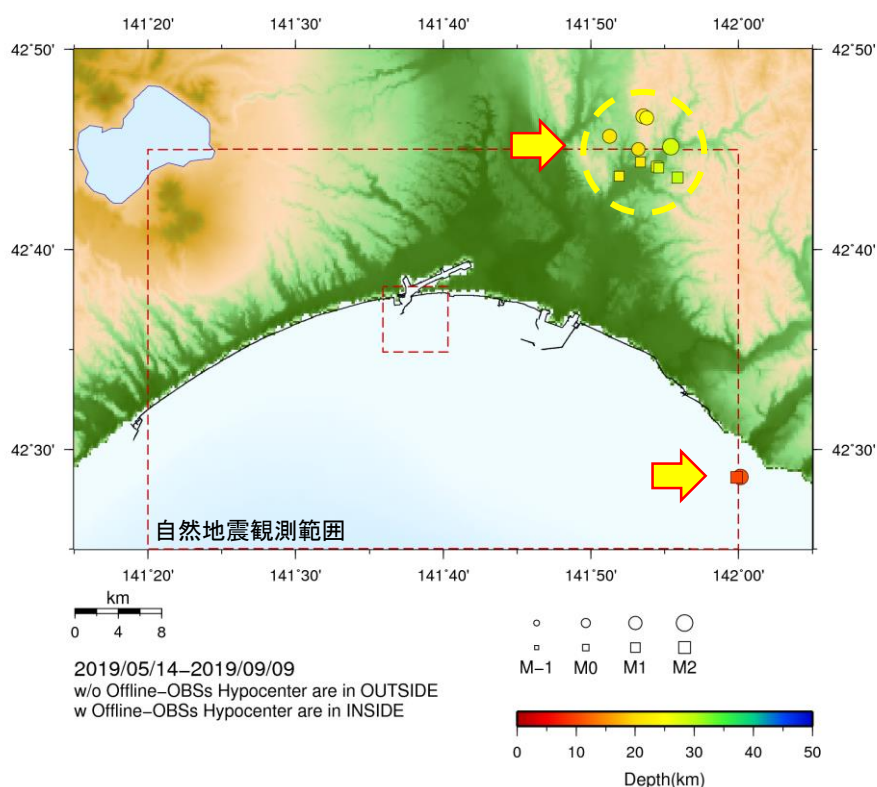 141°20' 141°30' 141°40' 141°50' 142°00'
42°50' 42°50'
42°40' 42°40'
42°30' 42°30'
自然地震観測範囲
141°20' 141°30' 141°40' 141°50' 142°00'
km
0 4 8
M-1 M0 M1 M2
2019/05/14-2019/09/09
w/o Offline-OBSs Hypocenter are in OUTSIDE
w Offline-OBSs Hypocenter are in INSIDE
0 10 20 30 40 50
Depth(km)